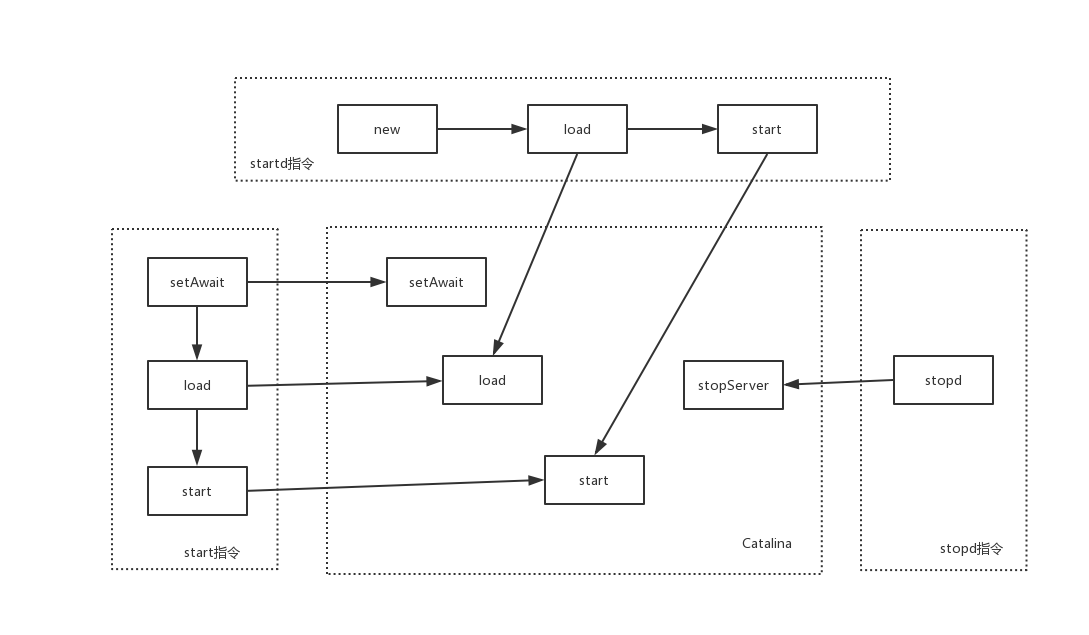 new
load
start
startd指令
setAwait
setAwait
load
load
stopServer
stopd
start
start
start指令
Catalina
stopd指令